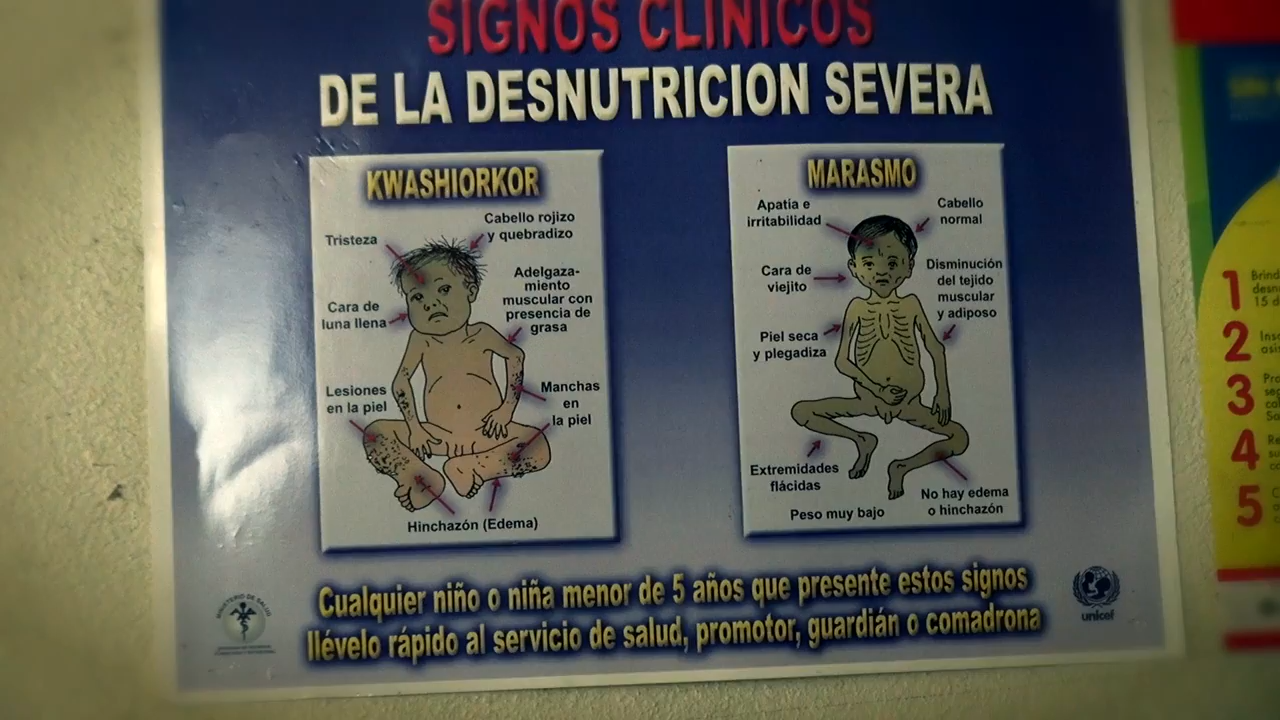 SIGNOS CLINICOS
DE LA DESNUTRICION SEVERA
KWASHIORKOR
Tristeza
Cabello rojizo
y quebradizo
Cara de
luna llena
Adelgaza-
miento
muscular con
presencia de
grasa
Lesiones
en la piel
Manchas
en
la piel
Hinchazón (Edema)
MARASMO
Apatía e
irritabilidad
Cabello
normal
Cara de
viejito
Disminución
del tejido
muscular
y adiposo
Piel seca
y plegadiza
Extremidades
flácidas
No hay edema
o hinchazón
Peso muy bajo
Cualquier niño o niña menor de 5 años que presente estos signos
llévelo rápido al servicio de salud, promotor, guardián o comadrona
MINISTERIO DE SALUD
unicef
1
2
3
4
5